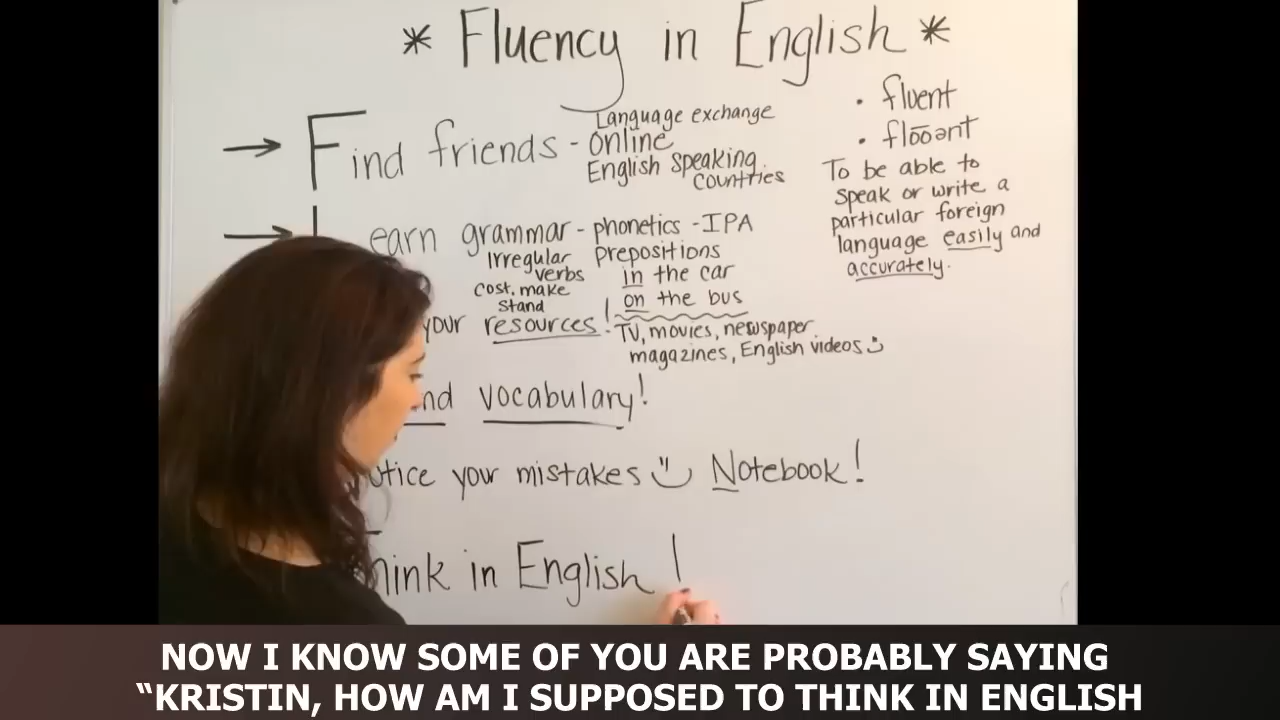 * Fluency in English *
→ Find friends - Language exchange
online
English speaking
countries
• fluent
• flōōənt
To be able to
speak or write a
particular foreign
language easily and
accurately.
→ earn grammar - phonetics - IPA
Irregular
verbs
cost, make
stand
prepositions
in the car
on the bus
your resources!
TV, movies, newspaper
magazines, English videos
nd vocabulary!
otice your mistakes Notebook!
hink in English !
NOW I KNOW SOME OF YOU ARE PROBABLY SAYING
“KRISTIN, HOW AM I SUPPOSED TO THINK IN ENGLISH